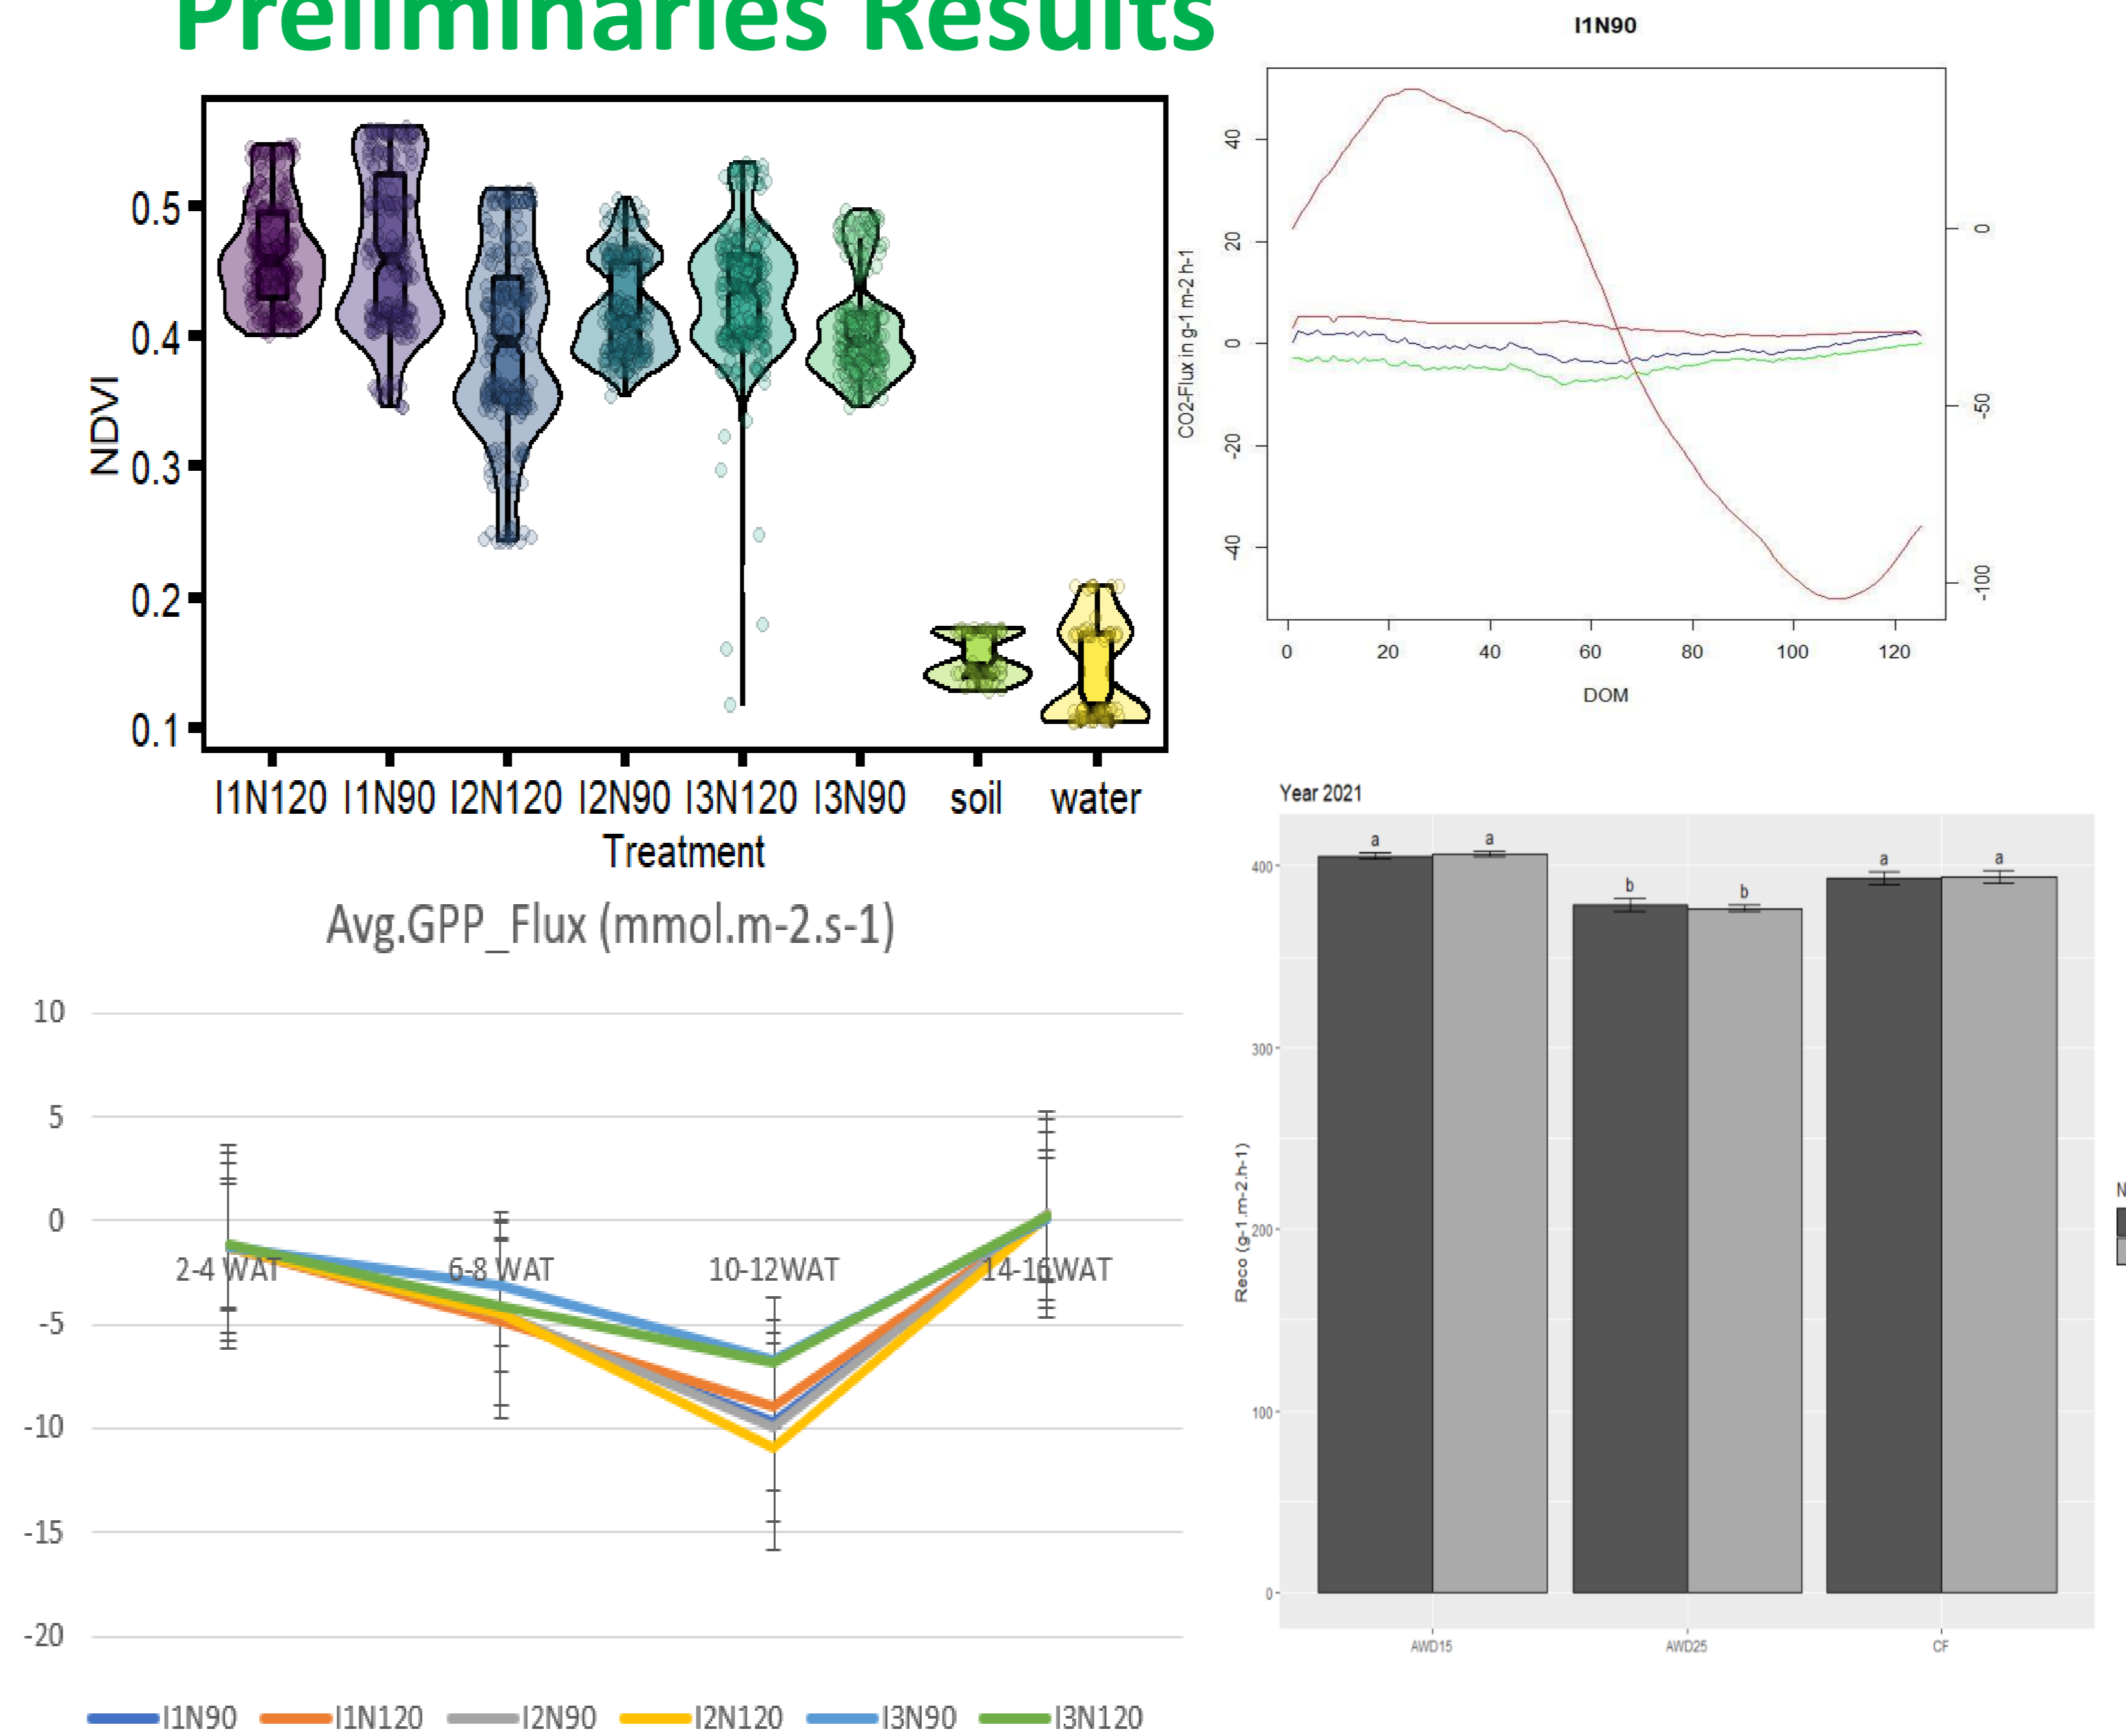 Preliminaries Results
0.5
0.4
0.3
0.2
0.1
NDVI
I1N120 I1N90 I2N120 I2N90 I3N120 I3N90 soil water
Treatment
I1N90
40
20
0
-20
-40
CO2-Flux in g-1 m-2 h-1
0
-50
-100
0 20 40 60 80 100 120
DOM
Avg.GPP_Flux (mmol.m-2.s-1)
10
5
0
-5
-10
-15
-20
2-4 WAT 6-8 WAT 10-12WAT 14-16WAT
I1N90 I1N120 I2N90 I2N120 I3N90 I3N120
Year 2021
a a b b a a
400
300
200
100
0
Reco (g-1.m-2.h-1)
AWD15 AWD25 CF
N